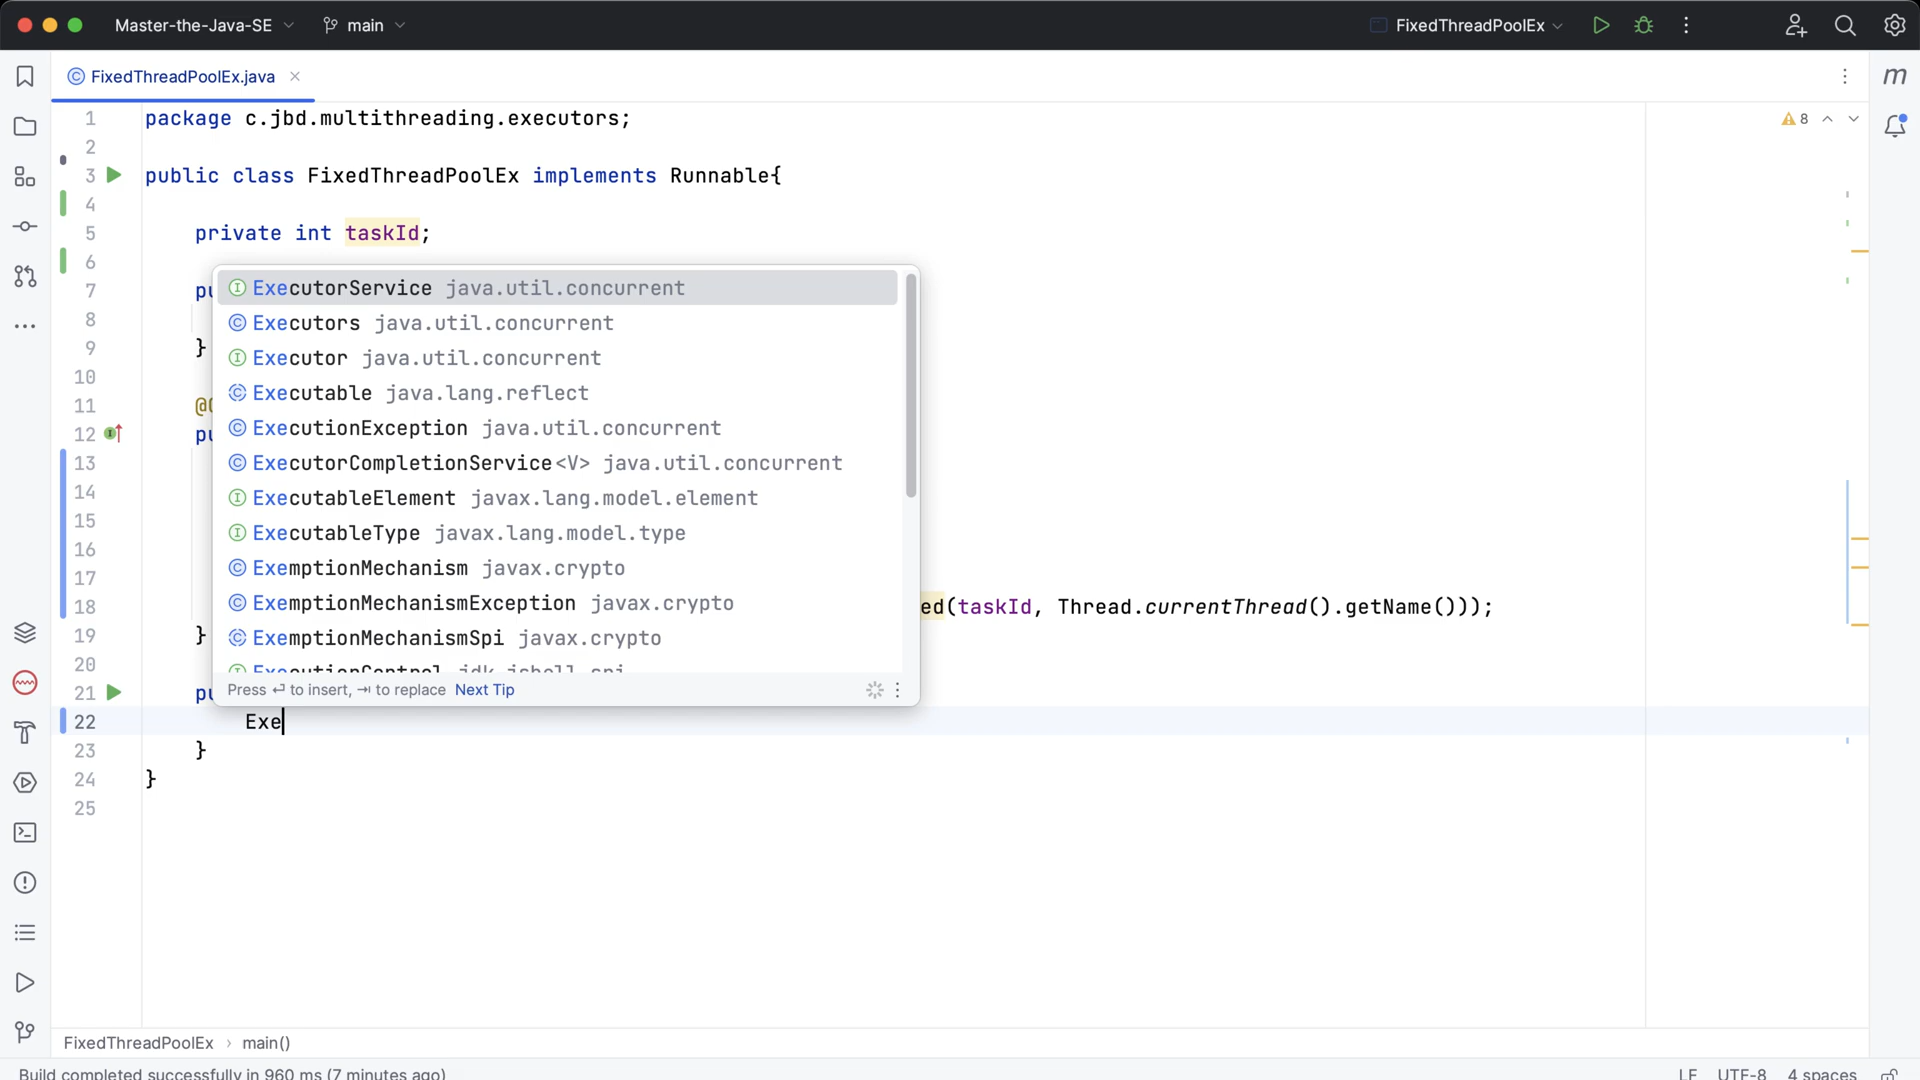 Master-the-Java-SE main FixedThreadPoolEx
FixedThreadPoolEx.java
m
1 package c.jbd.multithreading.executors;
8
2
3 public class FixedThreadPoolEx implements Runnable{
4
5 private int taskId;
6
7 pu
8
9 }
10
11 @O
12 pu
13
14
15
16
17
18 ed(taskId, Thread.currentThread().getName()));
19 }
20
21 pu
22 Exe
23 }
24 }
25
ExecutorService java.util.concurrent
Executors java.util.concurrent
Executor java.util.concurrent
Executable java.lang.reflect
ExecutionException java.util.concurrent
ExecutorCompletionService<V> java.util.concurrent
ExecutableElement javax.lang.model.element
ExecutableType javax.lang.model.type
ExemptionMechanism javax.crypto
ExemptionMechanismException javax.crypto
ExemptionMechanismSpi javax.crypto
ExecutionControl jdk.jshell.spi
Press ⏎ to insert, ⇥ to replace Next Tip
FixedThreadPoolEx › main()
Build completed successfully in 960 ms (7 minutes ago)
LF UTF-8 4 spaces